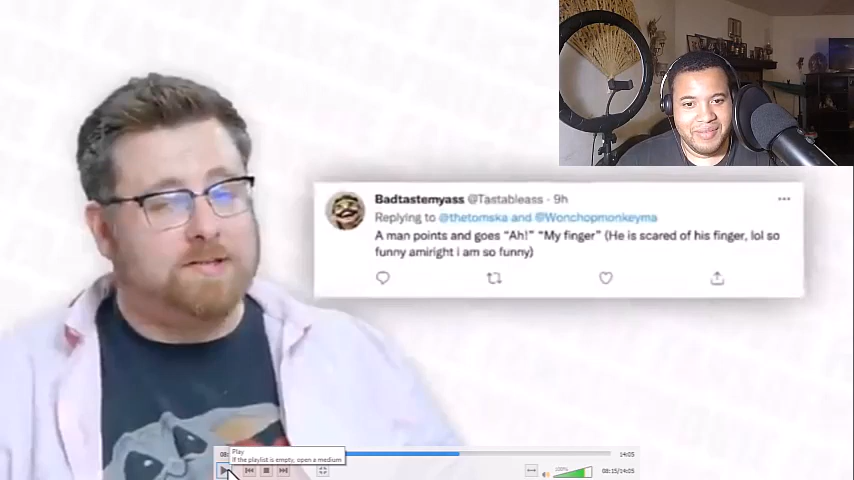 Badtastemyass @Tastableass · 9h
Replying to @thetomska and @Wonchopmonkeyma
A man points and goes “Ah!” “My finger” (He is scared of his finger, lol so
funny amiright i am so funny)
Play
If the playlist is empty, open a medium
14:05
100%
08:15/14:05